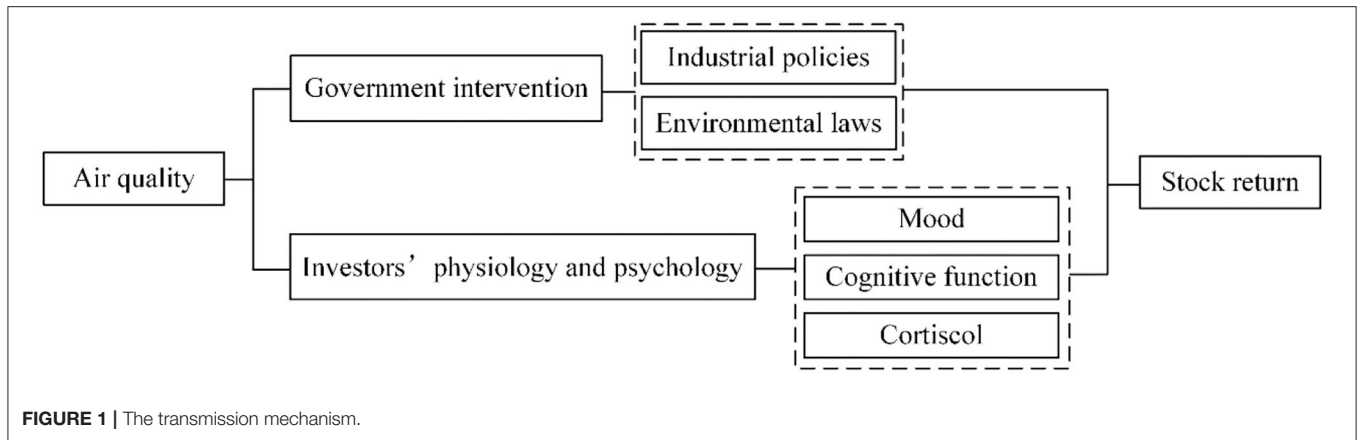 Air quality
Government intervention
Industrial policies
Environmental laws
Investors’ physiology and psychology
Mood
Cognitive function
Cortiscol
Stock return
FIGURE 1 | The transmission mechanism.